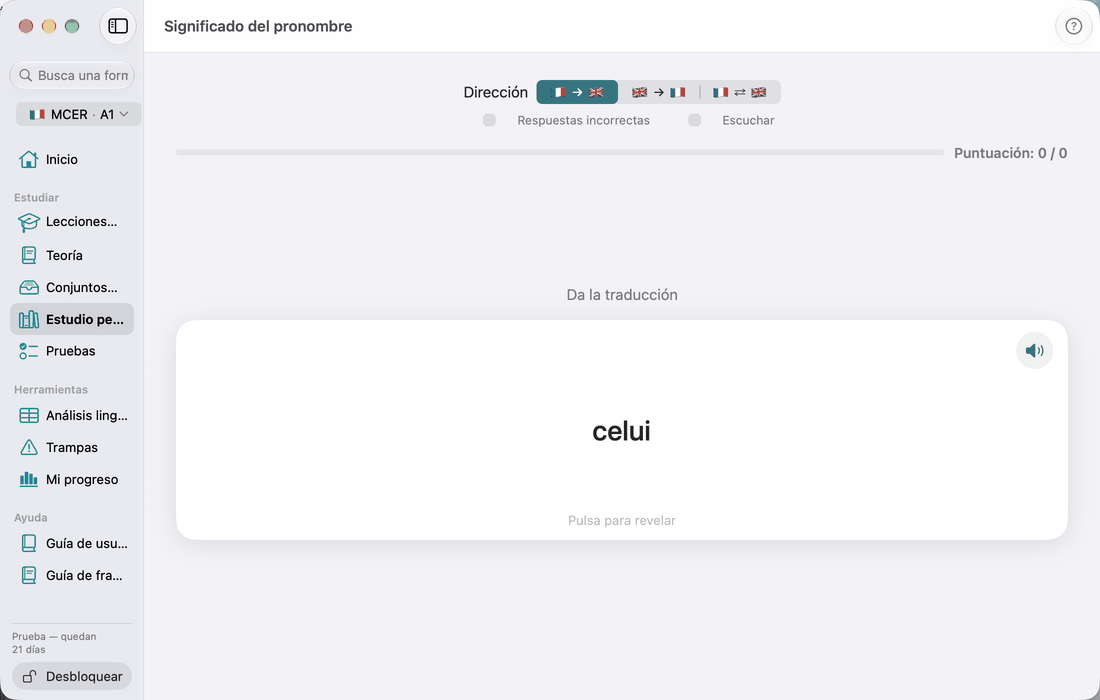 Significado del pronombre
Busca una forn
MCER · A1
Inicio
Estudiar
Lecciones...
Teoría
Conjuntos...
Estudio pe...
Pruebas
Herramientas
Análisis ling...
Trampas
Mi progreso
Ayuda
Guía de usu...
Guía de fra...
Prueba — quedan
21 días
Desbloquear
Dirección
Respuestas incorrectas
Escuchar
Puntuación: 0 / 0
Da la traducción
celui
Pulsa para revelar